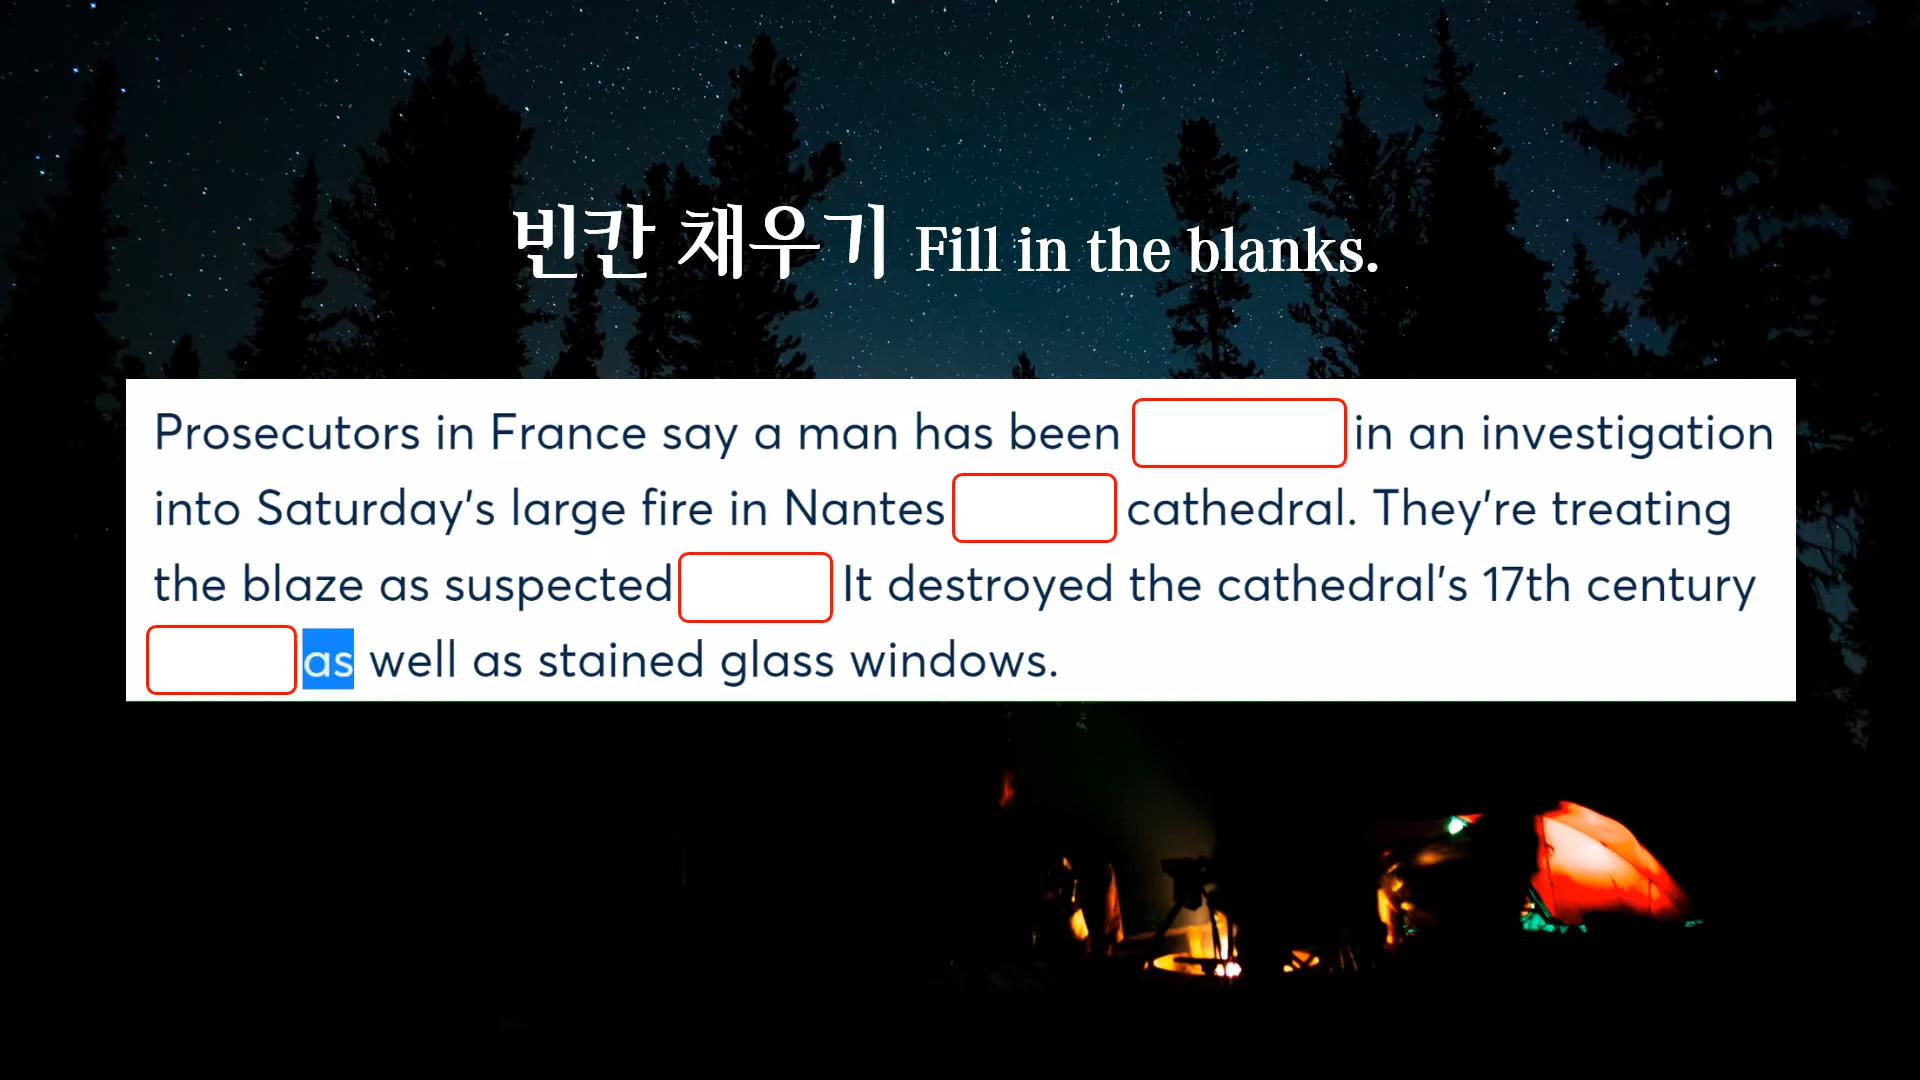 빈칸 채우기 Fill in the blanks.
Prosecutors in France say a man has been in an investigation
into Saturday's large fire in Nantes cathedral. They're treating
the blaze as suspected It destroyed the cathedral's 17th century
as well as stained glass windows.